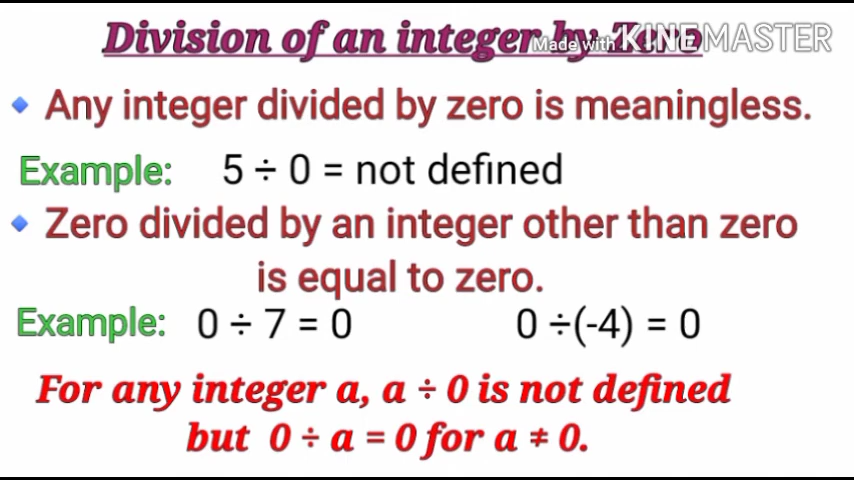 Division of an integer by Zero
Made with KINEMASTER
Any integer divided by zero is meaningless.
Example: 5 ÷ 0 = not defined
Zero divided by an integer other than zero
is equal to zero.
Example: 0 ÷ 7 = 0 0 ÷(-4) = 0
For any integer a, a ÷ 0 is not defined
but 0 ÷ a = 0 for a ≠ 0.